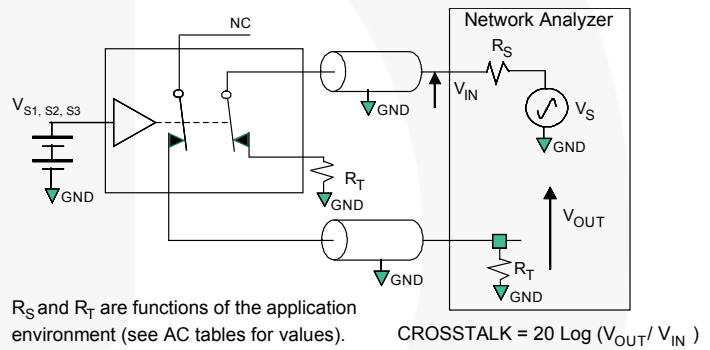 Network Analyzer
NC
R_S
V_S1, S2, S3
GND
V_IN
V_S
GND
GND
R_T
GND
V_OUT
GND
R_T
GND
R_S and R_T are functions of the application
environment (see AC tables for values).
CROSSTALK = 20 Log (V_OUT/ V_IN )